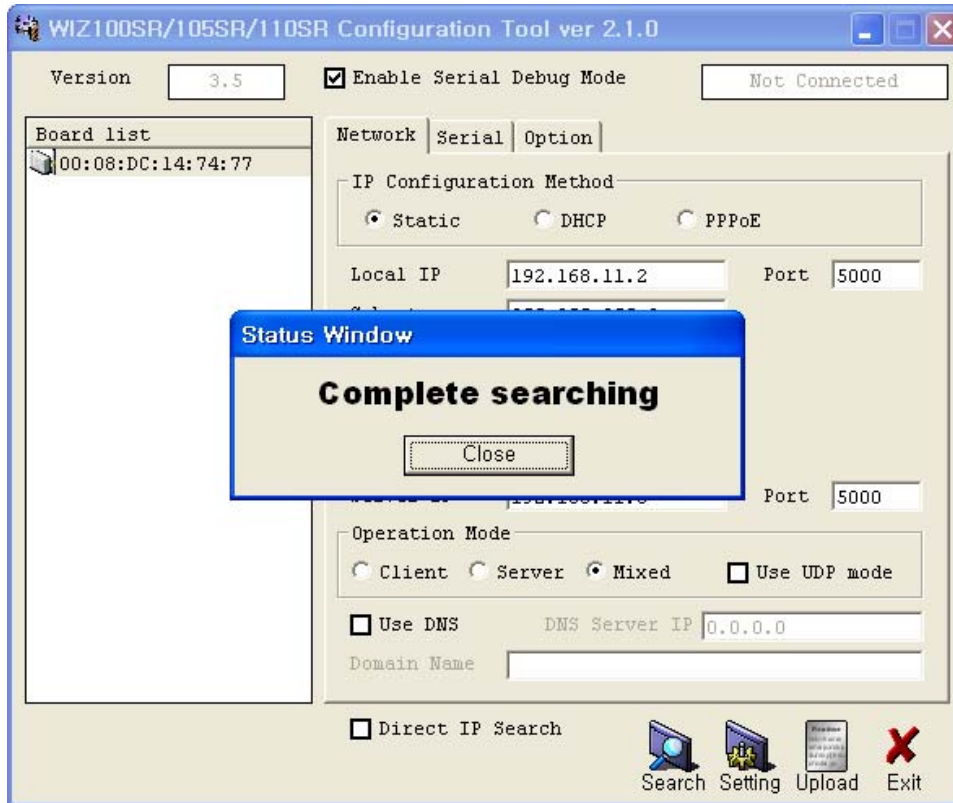 WIZ100SR/105SR/110SR Configuration Tool ver 2.1.0
Version 3.5 Enable Serial Debug Mode Not Connected
Board list
00:08:DC:14:74:77
Network Serial Option
IP Configuration Method
Static DHCP PPPoE
Local IP 192.168.11.2 Port 5000
Status Window
Complete searching
Close
Port 5000
Operation Mode
Client Server Mixed Use UDP mode
Use DNS DNS Server IP 0.0.0.0
Domain Name
Direct IP Search
Search Setting Upload Exit